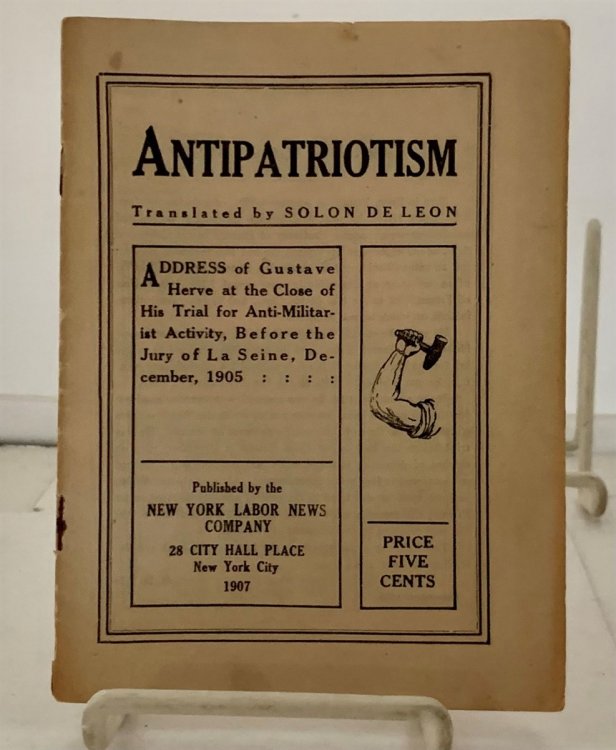 ANTIPATRIOTISM
Translated by SOLON DE LEON
ADDRESS of Gustave
Herve at the Close of
His Trial for Anti-Militar-
ist Activity, Before the
Jury of La Seine, De-
cember, 1905 : : : :
Published by the
NEW YORK LABOR NEWS
COMPANY
28 CITY HALL PLACE
New York City
1907
PRICE
FIVE
CENTS